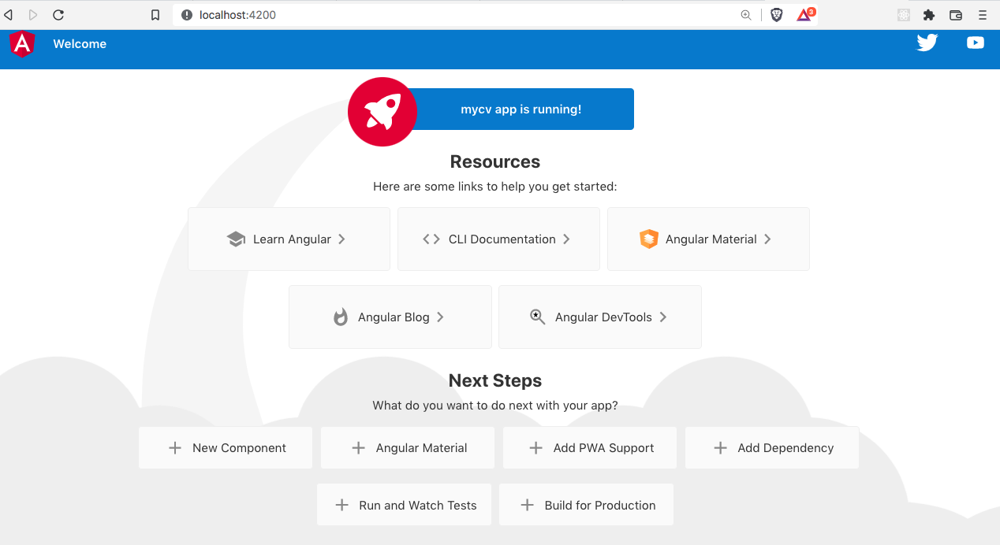 localhost:4200
3
Welcome
mycv app is running!
Resources
Here are some links to help you get started:
Learn Angular
CLI Documentation
Angular Material
Angular Blog
Angular DevTools
Next Steps
What do you want to do next with your app?
New Component
Angular Material
Add PWA Support
Add Dependency
Run and Watch Tests
Build for Production